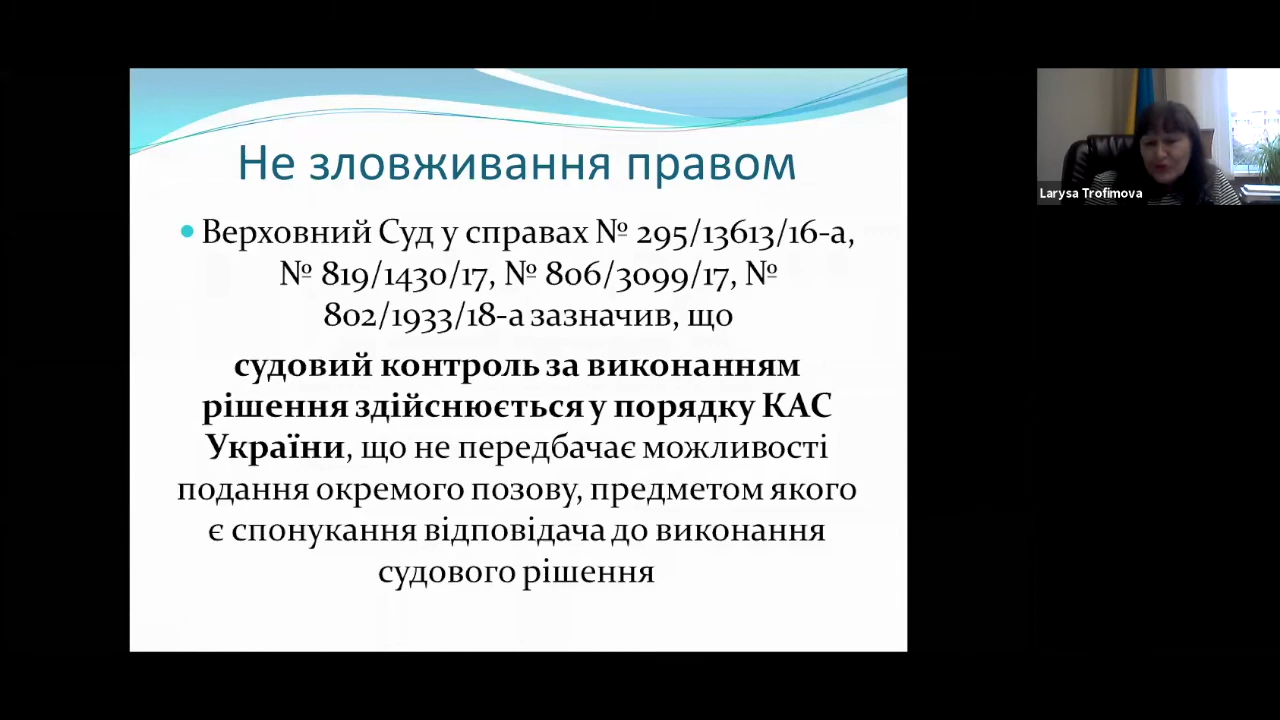 Не зловживання правом
• Верховний Суд у справах № 295/13613/16-а,
№ 819/1430/17, № 806/3099/17, №
802/1933/18-а зазначив, що
судовий контроль за виконанням
рішення здійснюється у порядку КАС
України, що не передбачає можливості
подання окремого позову, предметом якого
є спонукання відповідача до виконання
судового рішення
Larysa Trofimova